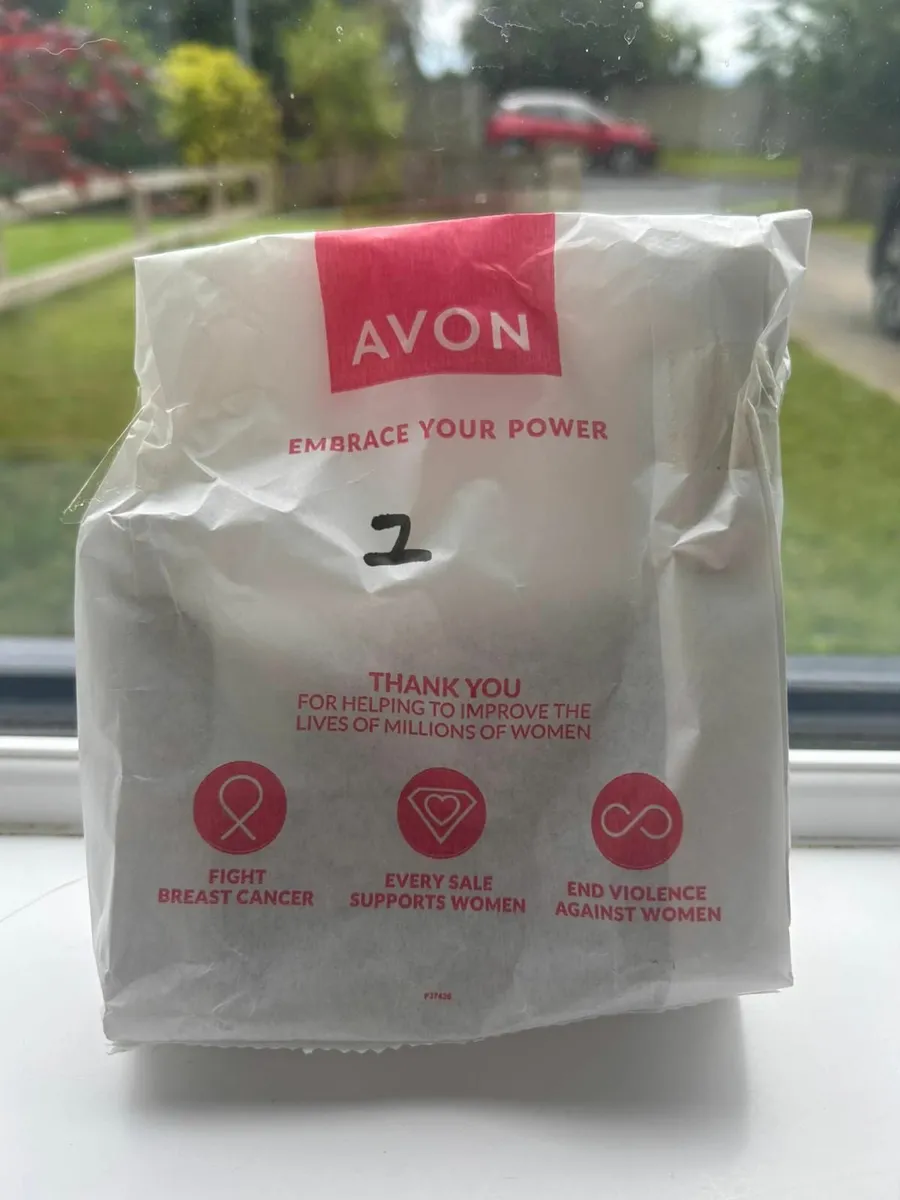 AVON
EMBRACE YOUR POWER
1
THANK YOU
FOR HELPING TO IMPROVE THE
LIVES OF MILLIONS OF WOMEN
FIGHT
BREAST CANCER
EVERY SALE
SUPPORTS WOMEN
END VIOLENCE
AGAINST WOMEN